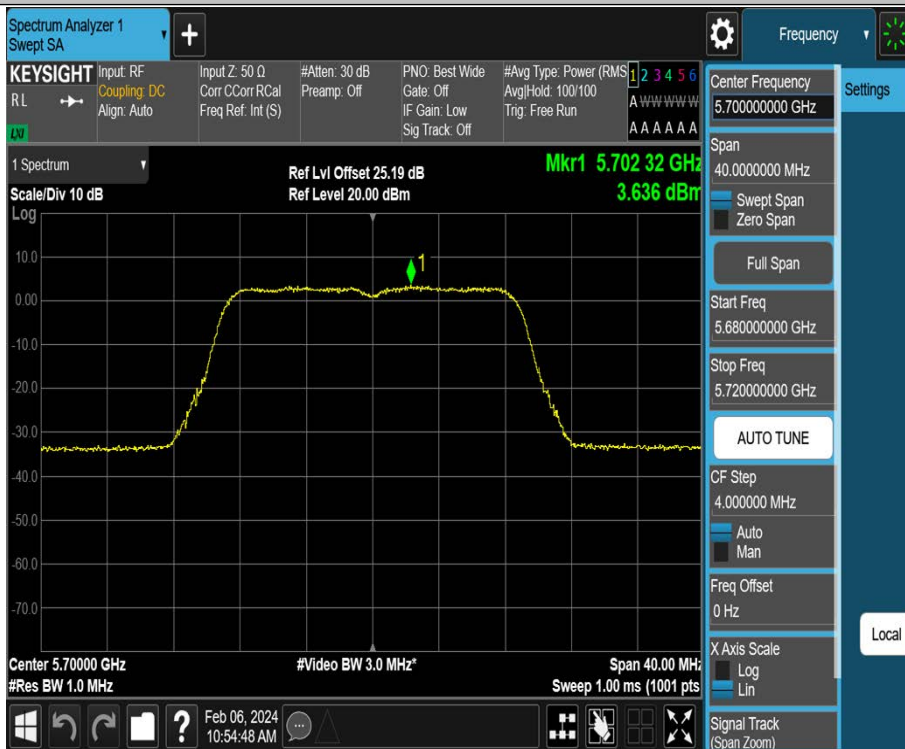 Spectrum Analyzer 1
Swept SA
+
Frequency
KEYSIGHT
RL
LXI
Input: RF
Coupling: DC
Align: Auto
Input Z: 50 Ω
Corr CCorr RCal
Freq Ref: Int (S)
#Atten: 30 dB
Preamp: Off
PNO: Best Wide
Gate: Off
IF Gain: Low
Sig Track: Off
#Avg Type: Power (RMS
Avg|Hold: 100/100
Trig: Free Run
1 2 3 4 5 6
A W W W W W
A A A A A A
1 Spectrum
Scale/Div 10 dB
Log
Ref Lvl Offset 25.19 dB
Ref Level 20.00 dBm
Mkr1 5.702 32 GHz
3.636 dBm
1
10.0
0.00
-10.0
-20.0
-30.0
-40.0
-50.0
-60.0
-70.0
Center 5.70000 GHz
#Res BW 1.0 MHz
#Video BW 3.0 MHz*
Span 40.00 MHz
Sweep 1.00 ms (1001 pts
?
Feb 06, 2024
10:54:48 AM
Center Frequency
5.700000000 GHz
Span
40.0000000 MHz
Swept Span
Zero Span
Full Span
Start Freq
5.680000000 GHz
Stop Freq
5.720000000 GHz
AUTO TUNE
CF Step
4.000000 MHz
Auto
Man
Freq Offset
0 Hz
X Axis Scale
Log
Lin
Signal Track
(Span Zoom)
Settings
Local